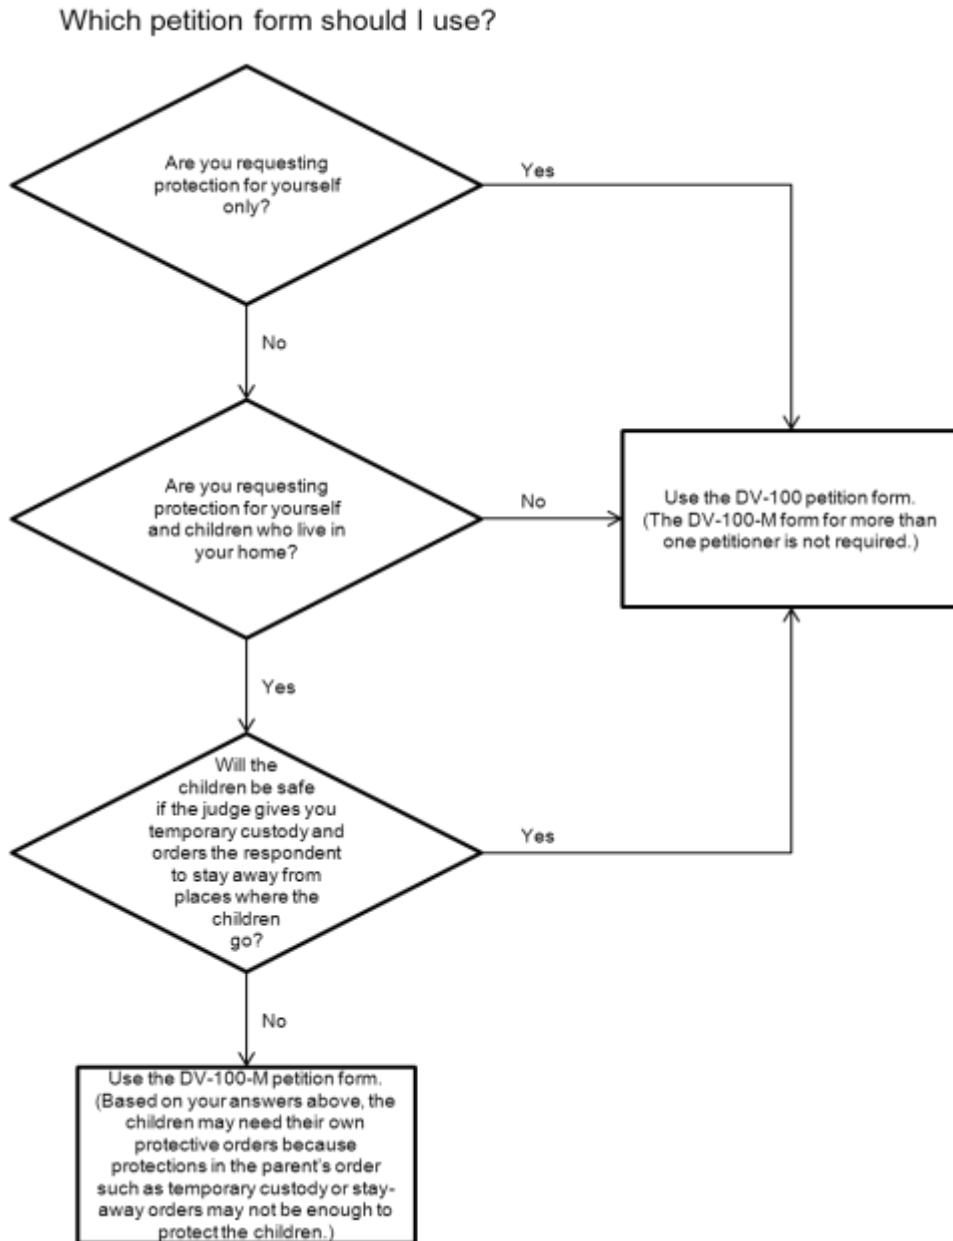 Which petition form should I use?
Are you requesting
protection for yourself
only?
Yes
No
Are you requesting
protection for yourself
and children who live in
your home?
No
Use the DV-100 petition form.
(The DV-100-M form for more than
one petitioner is not required.)
Yes
Will the
children be safe
if the judge gives you
temporary custody and
orders the respondent
to stay away from
places where the
children
go?
Yes
No
Use the DV-100-M petition form.
(Based on your answers above, the
children may need their own
protective orders because
protections in the parent's order
such as temporary custody or stay-
away orders may not be enough to
protect the children.)